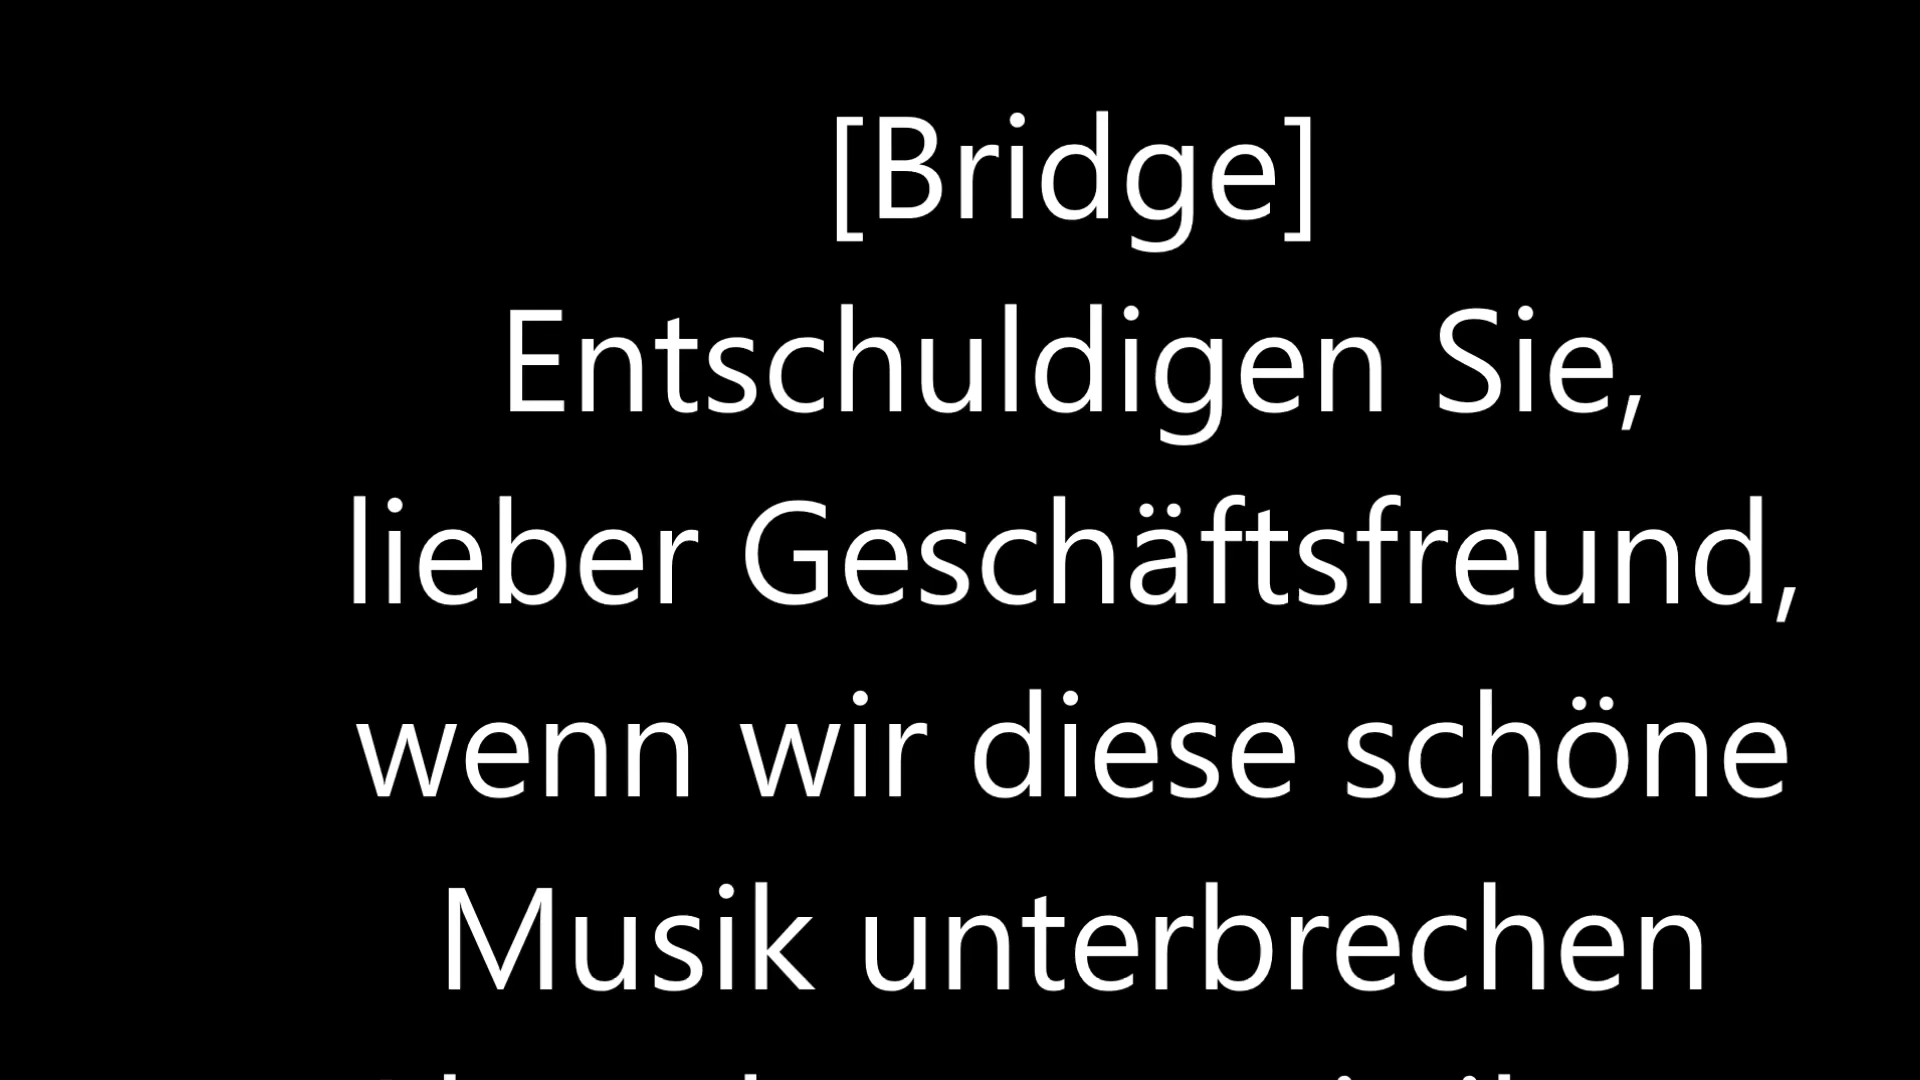 [Bridge]
Entschuldigen Sie,
lieber Geschäftsfreund,
wenn wir diese schöne
Musik unterbrechen